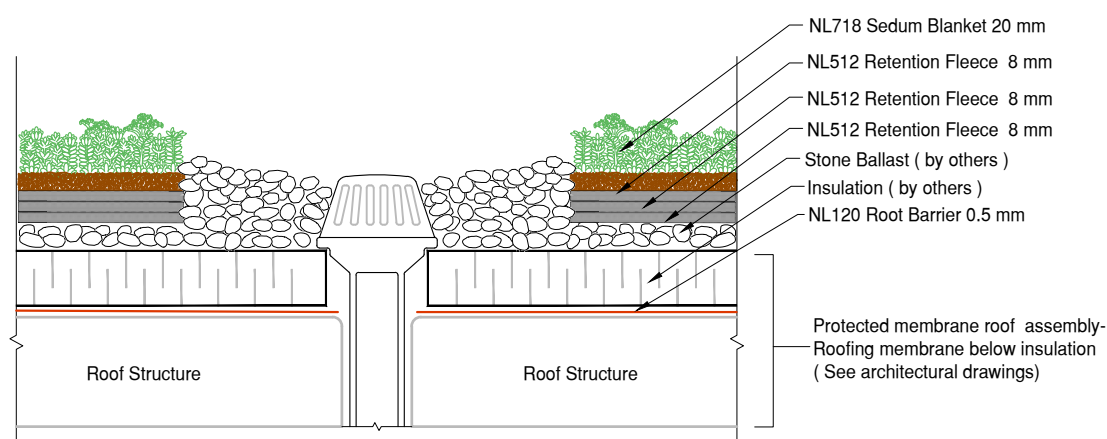 NL718 Sedum Blanket 20 mm
NL512 Retention Fleece 8 mm
NL512 Retention Fleece 8 mm
NL512 Retention Fleece 8 mm
Stone Ballast ( by others )
Insulation ( by others )
NL120 Root Barrier 0.5 mm
Protected membrane roof assembly-
Roofing membrane below insulation
( See architectural drawings)
Roof Structure
Roof Structure